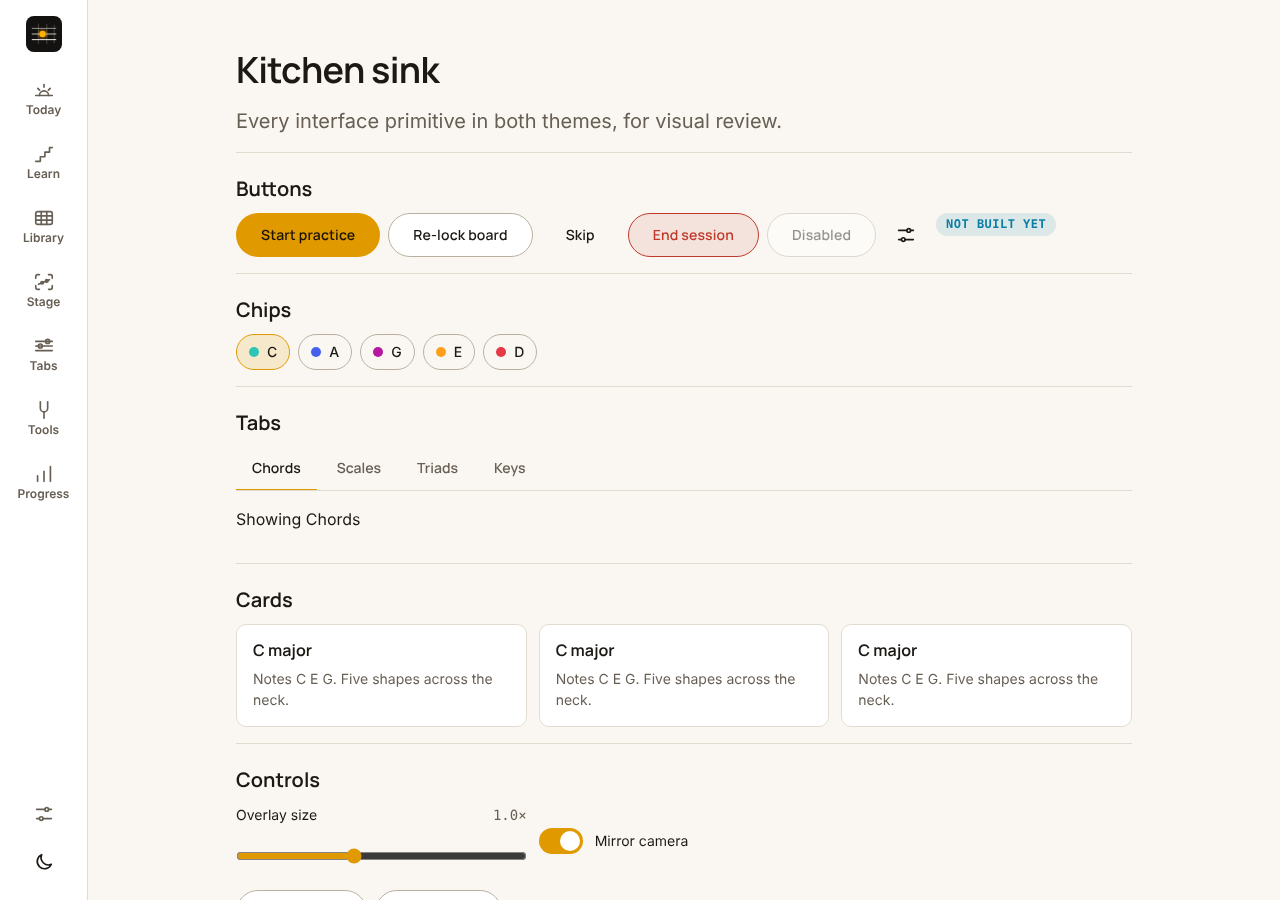 Today
Learn
Library
Stage
Tabs
Tools
Progress
Kitchen sink
Every interface primitive in both themes, for visual review.
Buttons
Start practice
Re-lock board
Skip
End session
Disabled
NOT BUILT YET
Chips
C
A
G
E
D
Tabs
Chords
Scales
Triads
Keys
Showing Chords
Cards
C major
Notes C E G. Five shapes across the
neck.
C major
Notes C E G. Five shapes across the
neck.
C major
Notes C E G. Five shapes across the
neck.
Controls
Overlay size
1.0×
Mirror camera